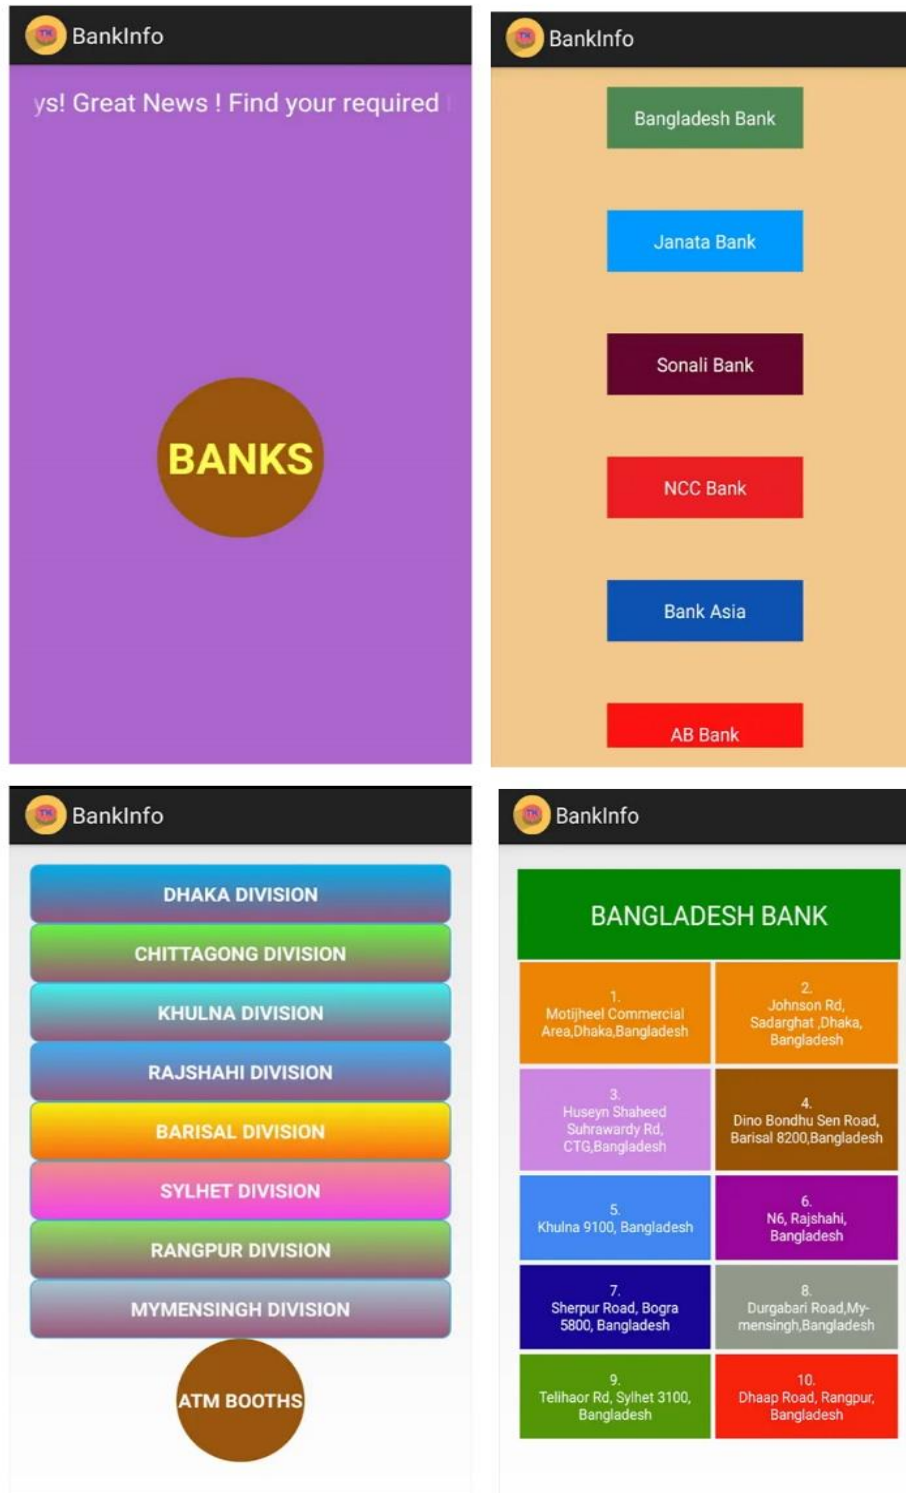 BankInfo
ys! Great News ! Find your required
BANKS
BankInfo
Bangladesh Bank
Janata Bank
Sonali Bank
NCC Bank
Bank Asia
AB Bank
BankInfo
DHAKA DIVISION
CHITTAGONG DIVISION
KHULNA DIVISION
RAJSHAHI DIVISION
BARISAL DIVISION
SYLHET DIVISION
RANGPUR DIVISION
MYMENSINGH DIVISION
ATM BOOTHS
BankInfo
BANGLADESH BANK
1.
Motijheel Commercial
Area,Dhaka,Bangladesh
2.
Johnson Rd,
Sadarghat ,Dhaka,
Bangladesh
3.
Huseyn Shaheed
Suhrawardy Rd,
CTG,Bangladesh
4.
Dino Bondhu Sen Road,
Barisal 8200,Bangladesh
5.
Khulna 9100, Bangladesh
6.
N6, Rajshahi,
Bangladesh
7.
Sherpur Road, Bogra
5800, Bangladesh
8.
Durgabari Road,My-
mensingh,Bangladesh
9.
Telihaor Rd, Sylhet 3100,
Bangladesh
10.
Dhaap Road, Rangpur,
Bangladesh